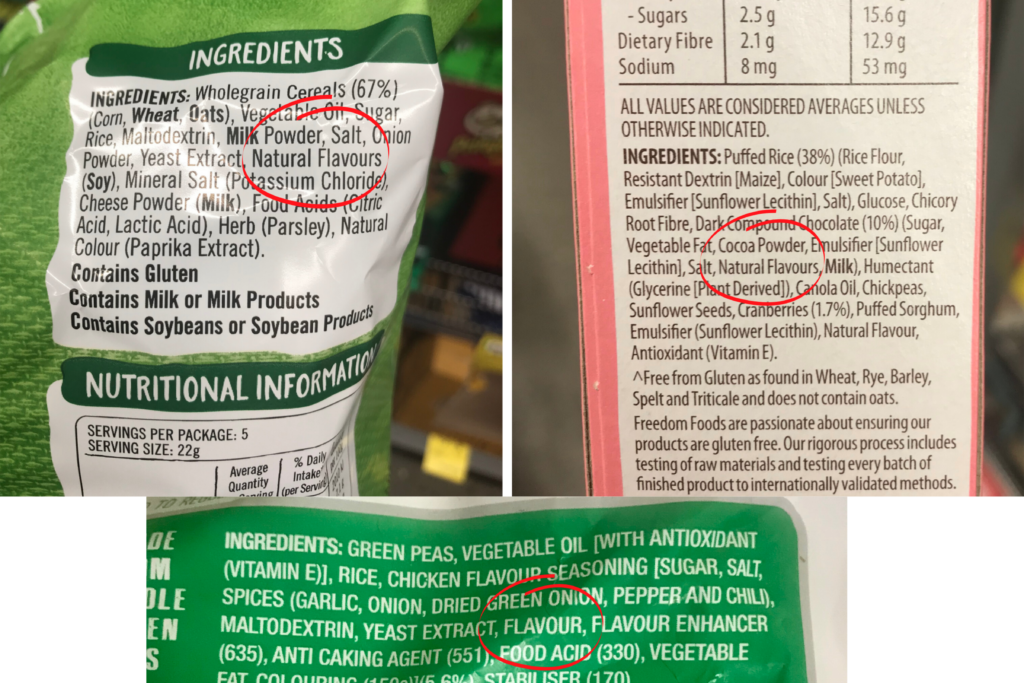 INGREDIENTS
INGREDIENTS: Wholegrain Cereals (67%)
(Corn, Wheat, Oats), Vegetable Oil, Sugar,
Rice, Maltodextrin, Milk Powder, Salt, Onion
Powder, Yeast Extract, Natural Flavours
(Soy), Mineral Salt (Potassium Chloride),
Cheese Powder (Milk), Food Acids (Citric
Acid, Lactic Acid), Herb (Parsley), Natural
Colour (Paprika Extract).
Contains Gluten
Contains Milk or Milk Products
Contains Soybeans or Soybean Products
NUTRITIONAL INFORMATION
SERVINGS PER PACKAGE: 5
SERVING SIZE: 22g
Average % Daily
Quantity Intake
(per Serving
- Sugars 2.5 g 15.6 g
Dietary Fibre 2.1 g 12.9 g
Sodium 8 mg 53 mg
ALL VALUES ARE CONSIDERED AVERAGES UNLESS
OTHERWISE INDICATED.
INGREDIENTS: Puffed Rice (38%) (Rice Flour,
Resistant Dextrin [Maize], Colour [Sweet Potato],
Emulsifier [Sunflower Lecithin], Salt), Glucose, Chicory
Root Fibre, Dark Compound Chocolate (10%) (Sugar,
Vegetable Fat, Cocoa Powder, Emulsifier [Sunflower
Lecithin], Salt, Natural Flavours, Milk), Humectant
(Glycerine [Plant Derived]), Canola Oil, Chickpeas,
Sunflower Seeds, Cranberries (1.7%), Puffed Sorghum,
Emulsifier (Sunflower Lecithin), Natural Flavour,
Antioxidant (Vitamin E).
^Free from Gluten as found in Wheat, Rye, Barley,
Spelt and Triticale and does not contain oats.
Freedom Foods are passionate about ensuring our
products are gluten free. Our rigorous process includes
testing of raw materials and testing every batch of
finished product to internationally validated methods.
INGREDIENTS: GREEN PEAS, VEGETABLE OIL [WITH ANTIOXIDANT
(VITAMIN E)], RICE, CHICKEN FLAVOUR SEASONING [SUGAR, SALT,
SPICES (GARLIC, ONION, DRIED GREEN ONION, PEPPER AND CHILI),
MALTODEXTRIN, YEAST EXTRACT, FLAVOUR, FLAVOUR ENHANCER
(635), ANTI CAKING AGENT (551), FOOD ACID (330), VEGETABLE
FAT, COLOURING STABILISER (170)